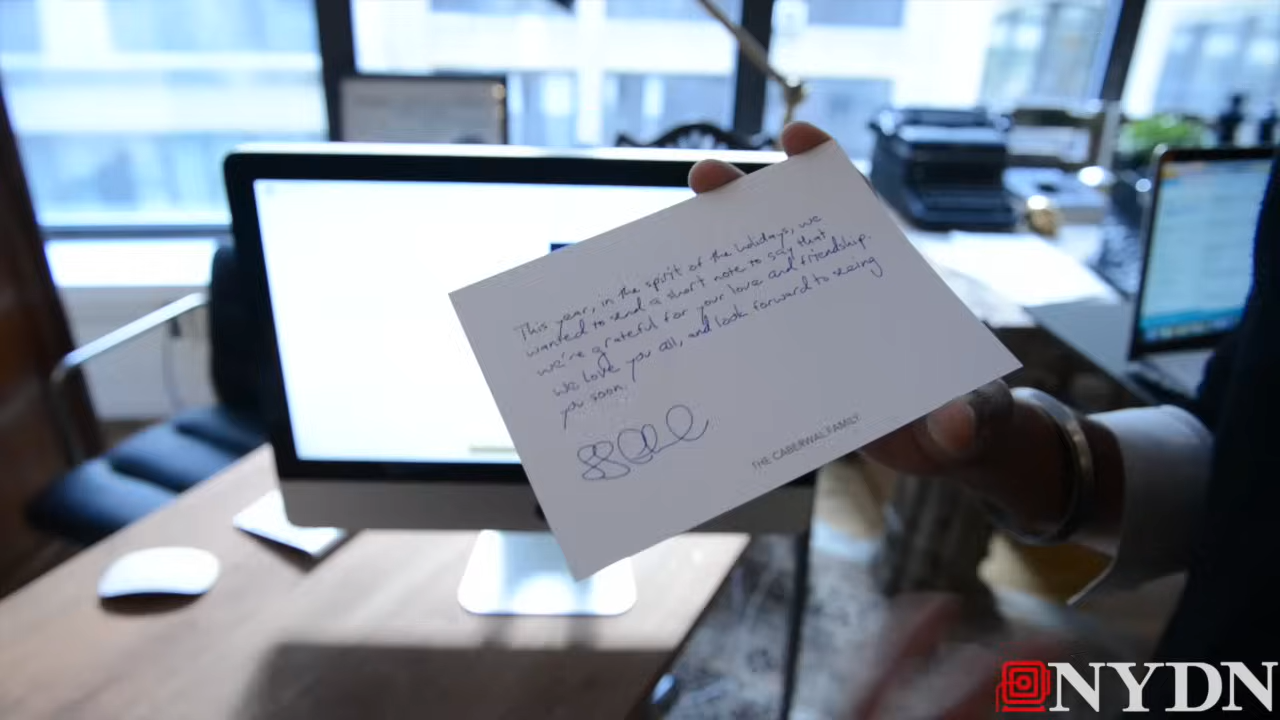 This year, in the spirit of the holidays, we
wanted to send a short note to say that
we're grateful for your love and friendship.
We love you all, and look forward to seeing
you soon.
THE CABERWAL FAMILY
NYDN